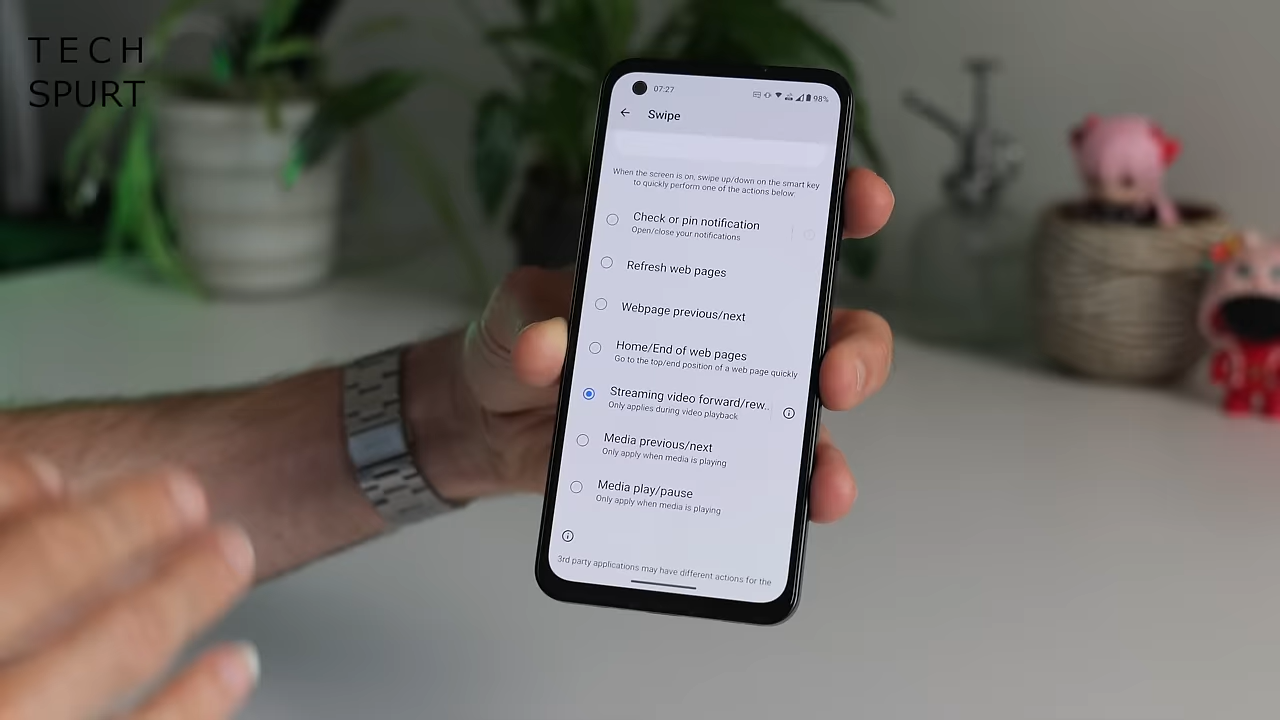 TECH
SPURT
07:27
98%
Swipe
When the screen is on, swipe up/down on the smart key
to quickly perform one of the actions below:
Check or pin notification
Open/close your notifications
Refresh web pages
Webpage previous/next
Home/End of web pages
Go to the top/end position of a web page quickly
Streaming video forward/rew..
Only applies during video playback
Media previous/next
Only apply when media is playing
Media play/pause
Only apply when media is playing
3rd party applications may have different actions for the